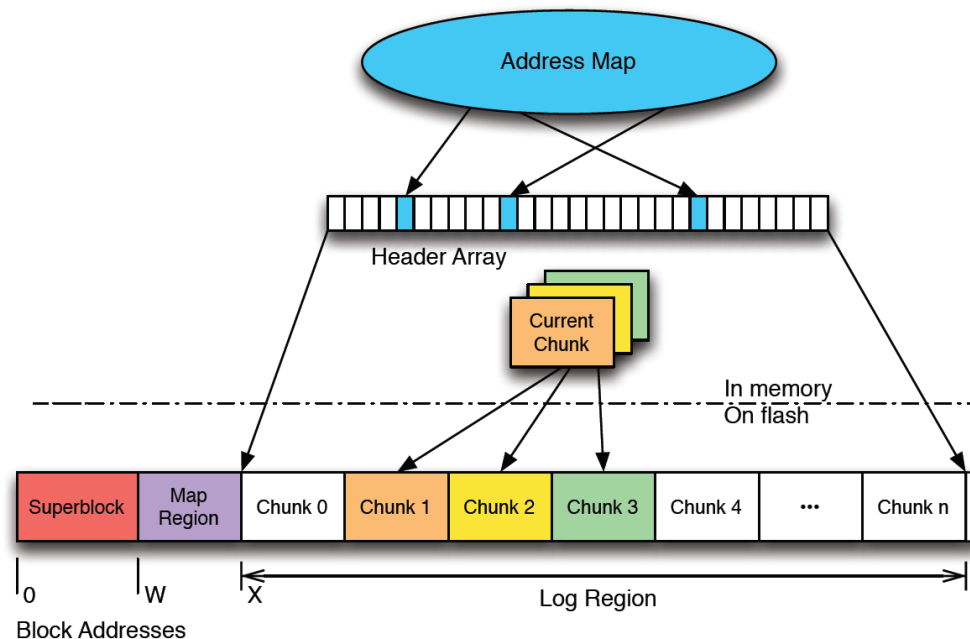 Address Map
Header Array
Current
Chunk
In memory
On flash
Superblock
Map
Region
Chunk 0
Chunk 1
Chunk 2
Chunk 3
Chunk 4
...
Chunk n
0
W
X
Log Region
Block Addresses